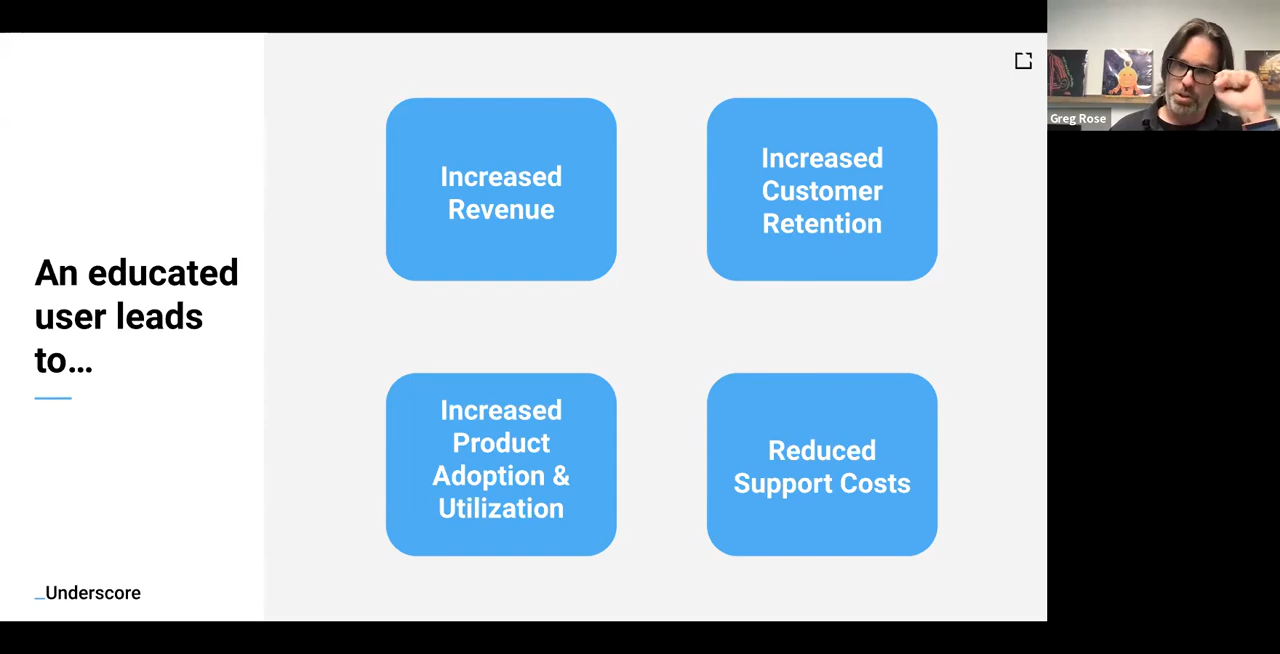 An educated
user leads
to...
Increased
Revenue
Increased
Customer
Retention
Increased
Product
Adoption &
Utilization
Reduced
Support Costs
_Underscore
Greg Rose